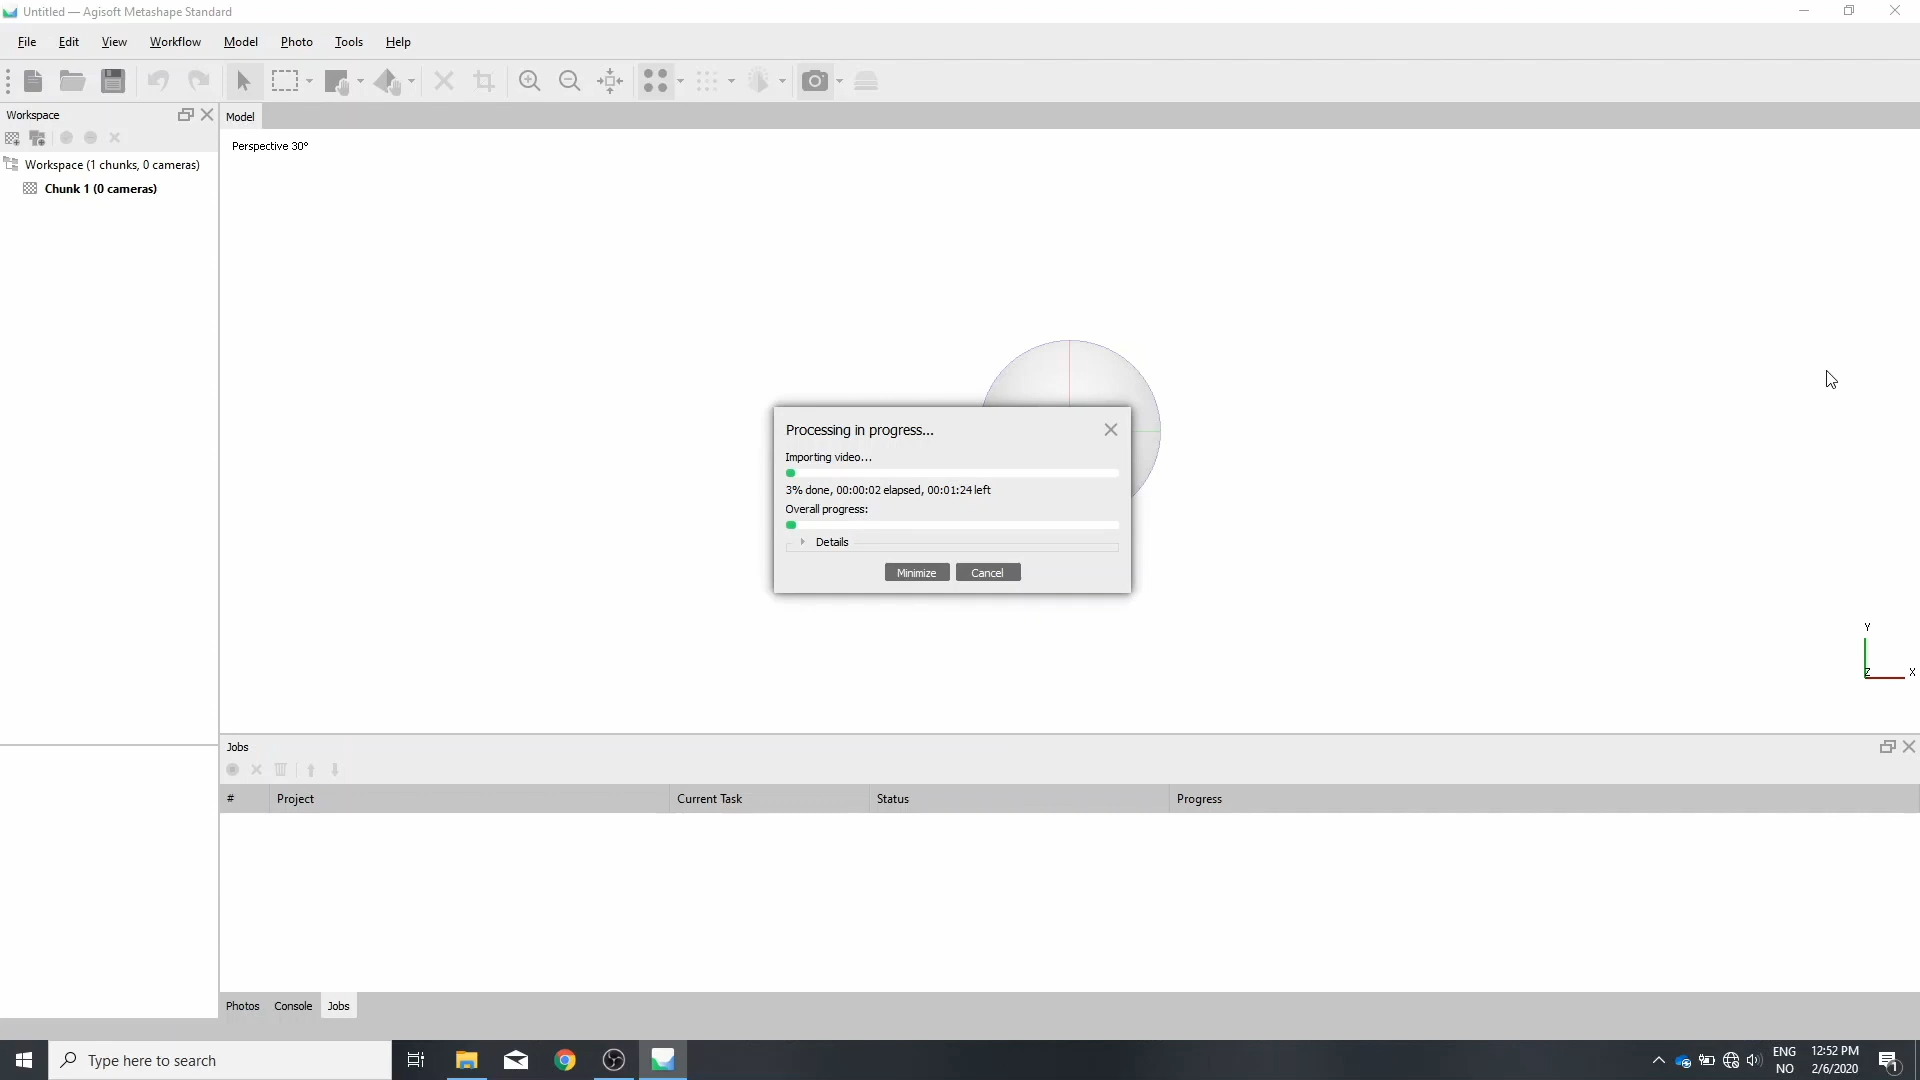 Untitled — Agisoft Metashape Standard
File Edit View Workflow Model Photo Tools Help
Workspace
Model
Perspective 30°
Workspace (1 chunks, 0 cameras)
Chunk 1 (0 cameras)
Processing in progress...
Importing video...
3% done, 00:00:02 elapsed, 00:01:24 left
Overall progress:
Details
Minimize Cancel
Y
Z X
Jobs
# Project Current Task Status Progress
Photos Console Jobs
Type here to search
ENG
NO
12:52 PM
2/6/2020
1